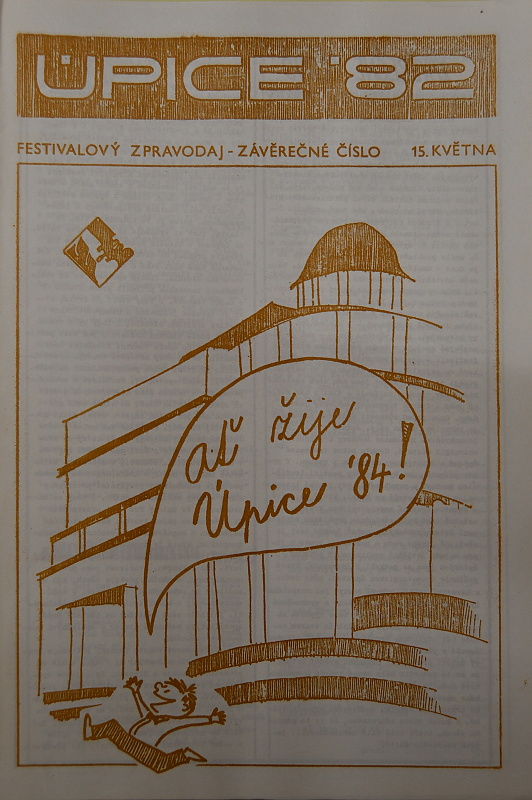 ÚPICE '82
FESTIVALOVÝ ZPRAVODAJ - ZÁVĚREČNÉ ČÍSLO 15. KVĚTNA
ať žije
Úpice '84!